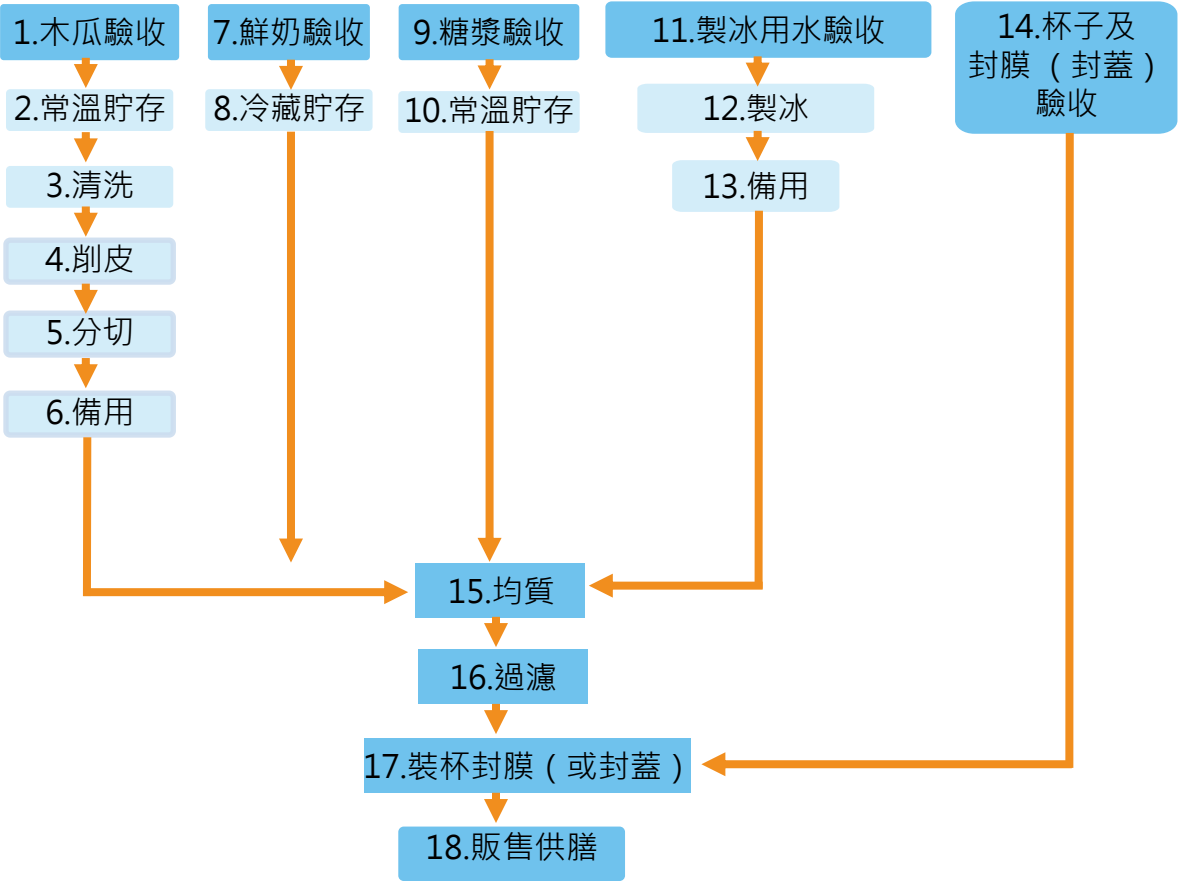 1.木瓜驗收
2.常溫貯存
3.清洗
4.削皮
5.分切
6.備用
7.鮮奶驗收
8.冷藏貯存
9.糖漿驗收
10.常溫貯存
11.製冰用水驗收
12.製冰
13.備用
14.杯子及
封膜（封蓋）
驗收
15.均質
16.過濾
17.裝杯封膜（或封蓋）
18.販售供膳